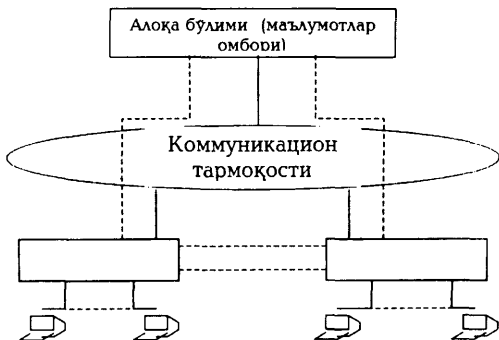 Алоқа бўлими (маълумотлар
омбори)
Коммуникацион
тармоқости